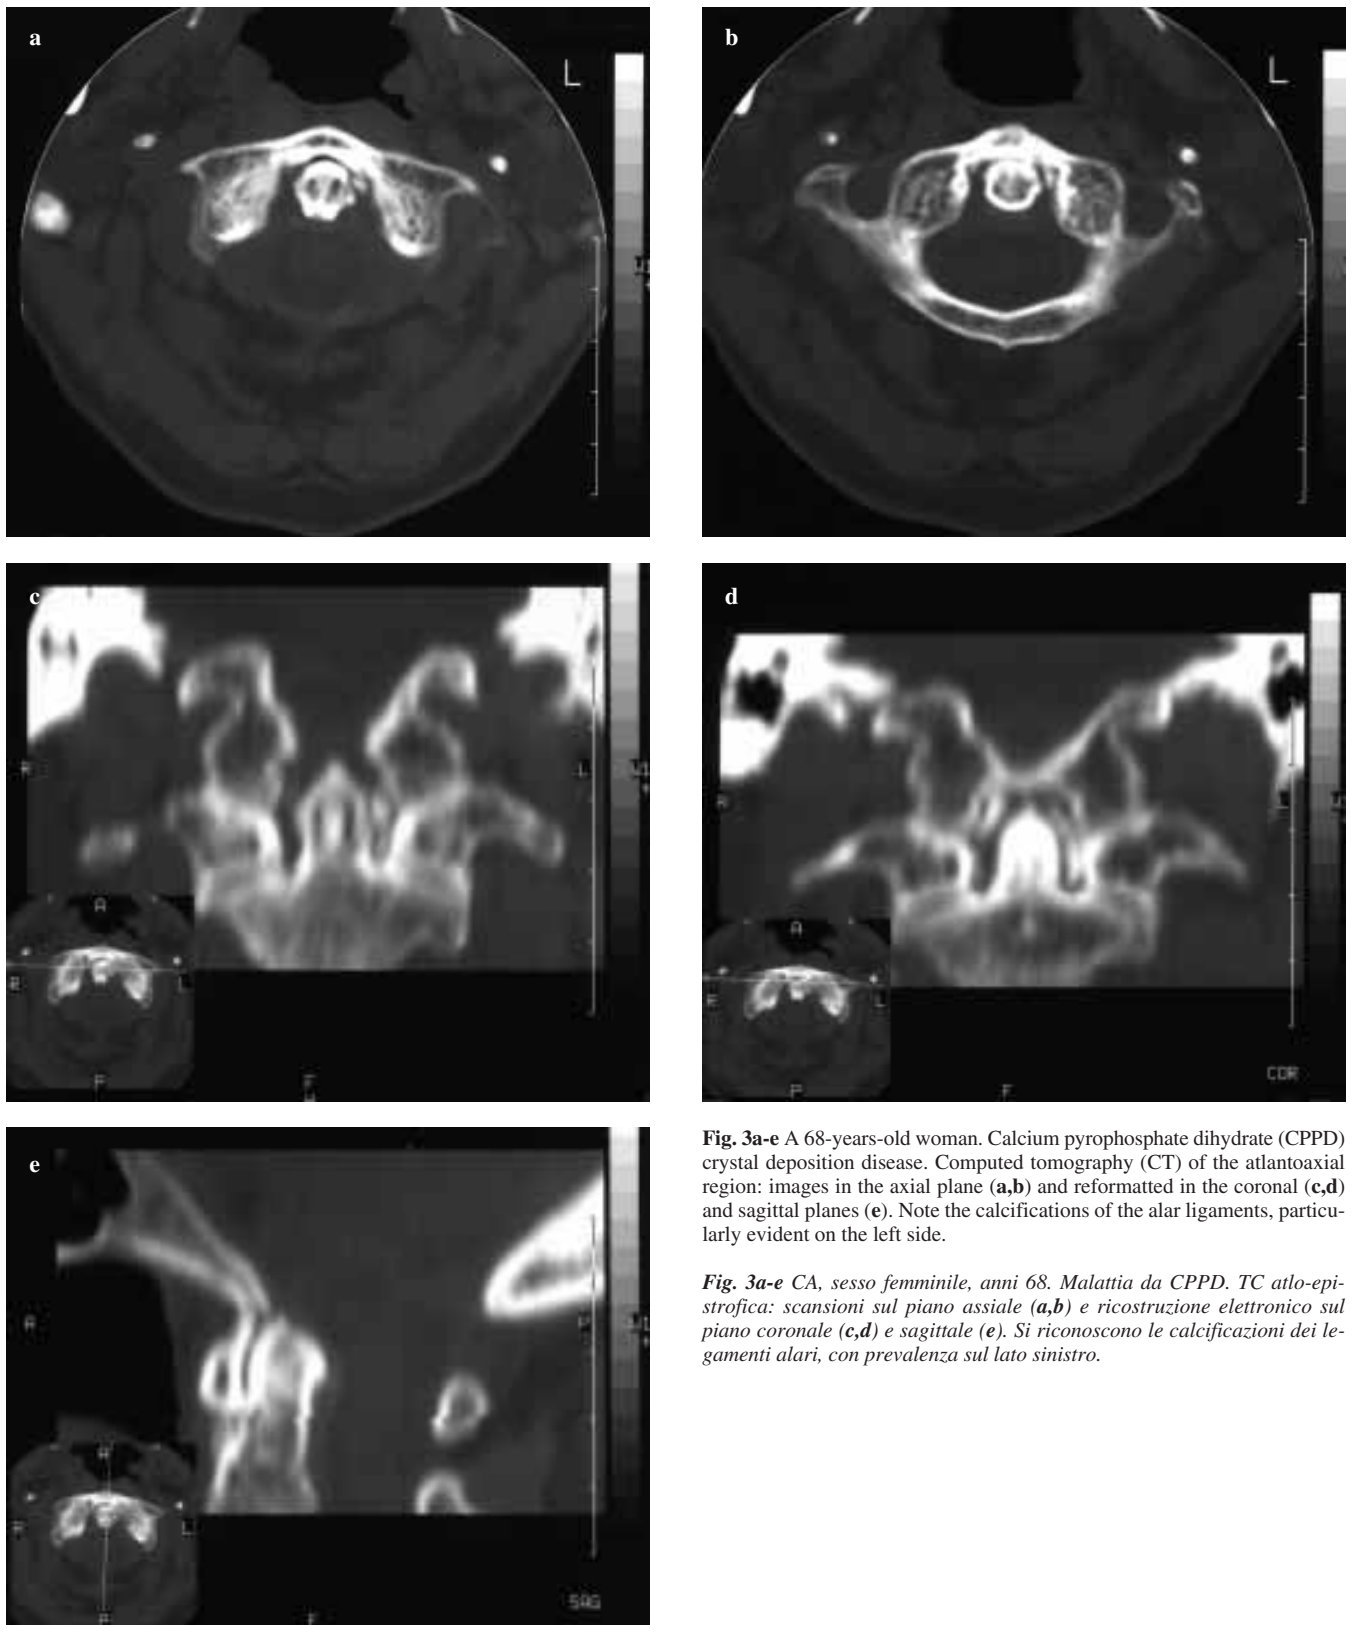 a
L
b
L
c
R
L
A
R
L
P
F
d
R
L
A
R
L
P
F
COR
e
A
P
A
R
L
P
F
SAG
Fig. 3a-e A 68-years-old woman. Calcium pyrophosphate dihydrate (CPPD)
crystal deposition disease. Computed tomography (CT) of the atlantoaxial
region: images in the axial plane (a,b) and reformatted in the coronal (c,d)
and sagittal planes (e). Note the calcifications of the alar ligaments, particu-
larly evident on the left side.
Fig. 3a-e CA, sesso femminile, anni 68. Malattia da CPPD. TC atlo-epi-
strofica: scansioni sul piano assiale (a,b) e ricostruzione elettronico sul
piano coronale (c,d) e sagittale (e). Si riconoscono le calcificazioni dei le-
gamenti alari, con prevalenza sul lato sinistro.